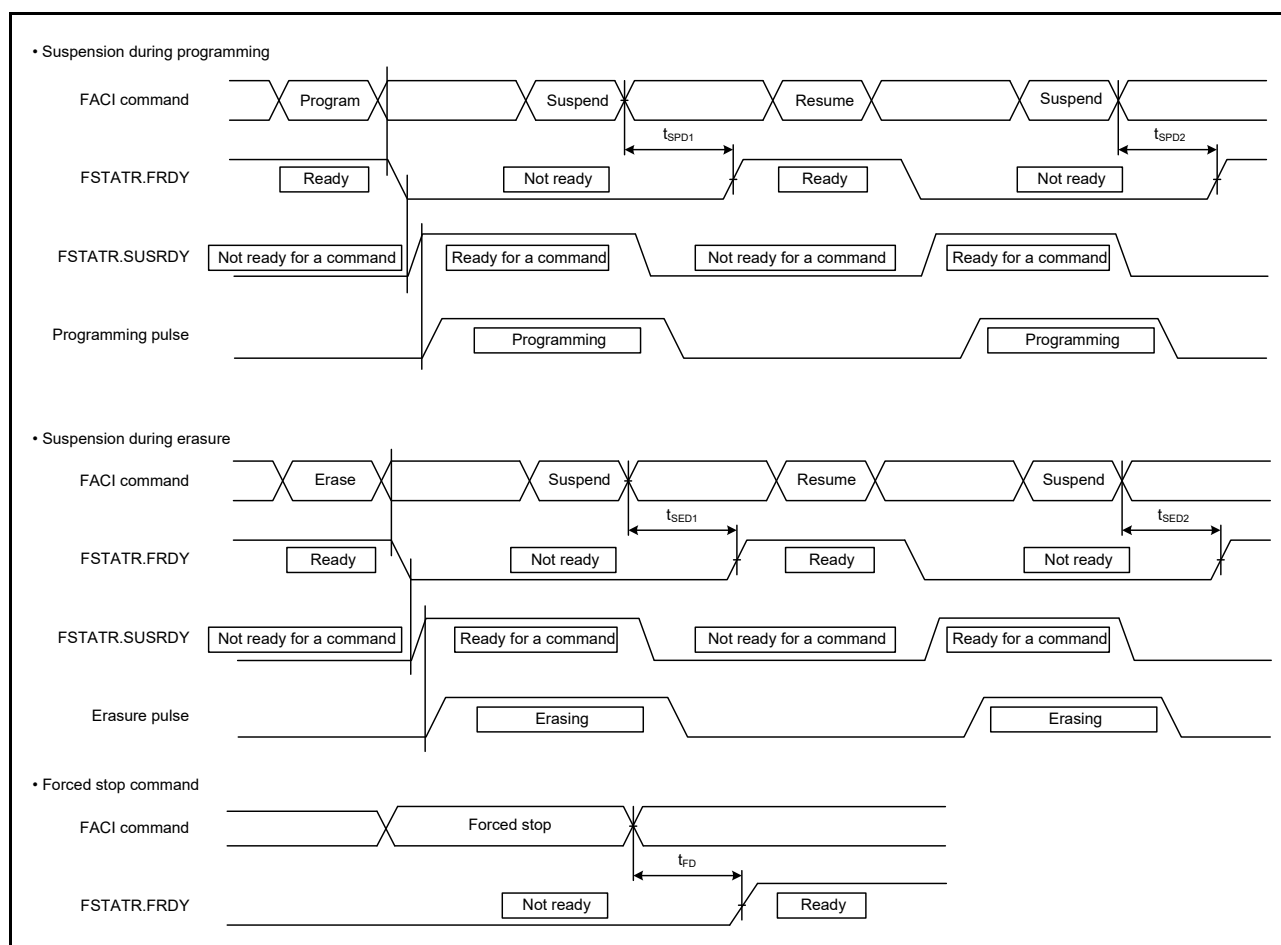 • Suspension during programming
FACI command Program Suspend Resume Suspend
tSPD1 tSPD2
FSTATR.FRDY Ready Not ready Ready Not ready
FSTATR.SUSRDY Not ready for a command Ready for a command Not ready for a command Ready for a command
Programming pulse Programming Programming
• Suspension during erasure
FACI command Erase Suspend Resume Suspend
tSED1 tSED2
FSTATR.FRDY Ready Not ready Ready Not ready
FSTATR.SUSRDY Not ready for a command Ready for a command Not ready for a command Ready for a command
Erasure pulse Erasing Erasing
• Forced stop command
FACI command Forced stop
tFD
FSTATR.FRDY Not ready Ready